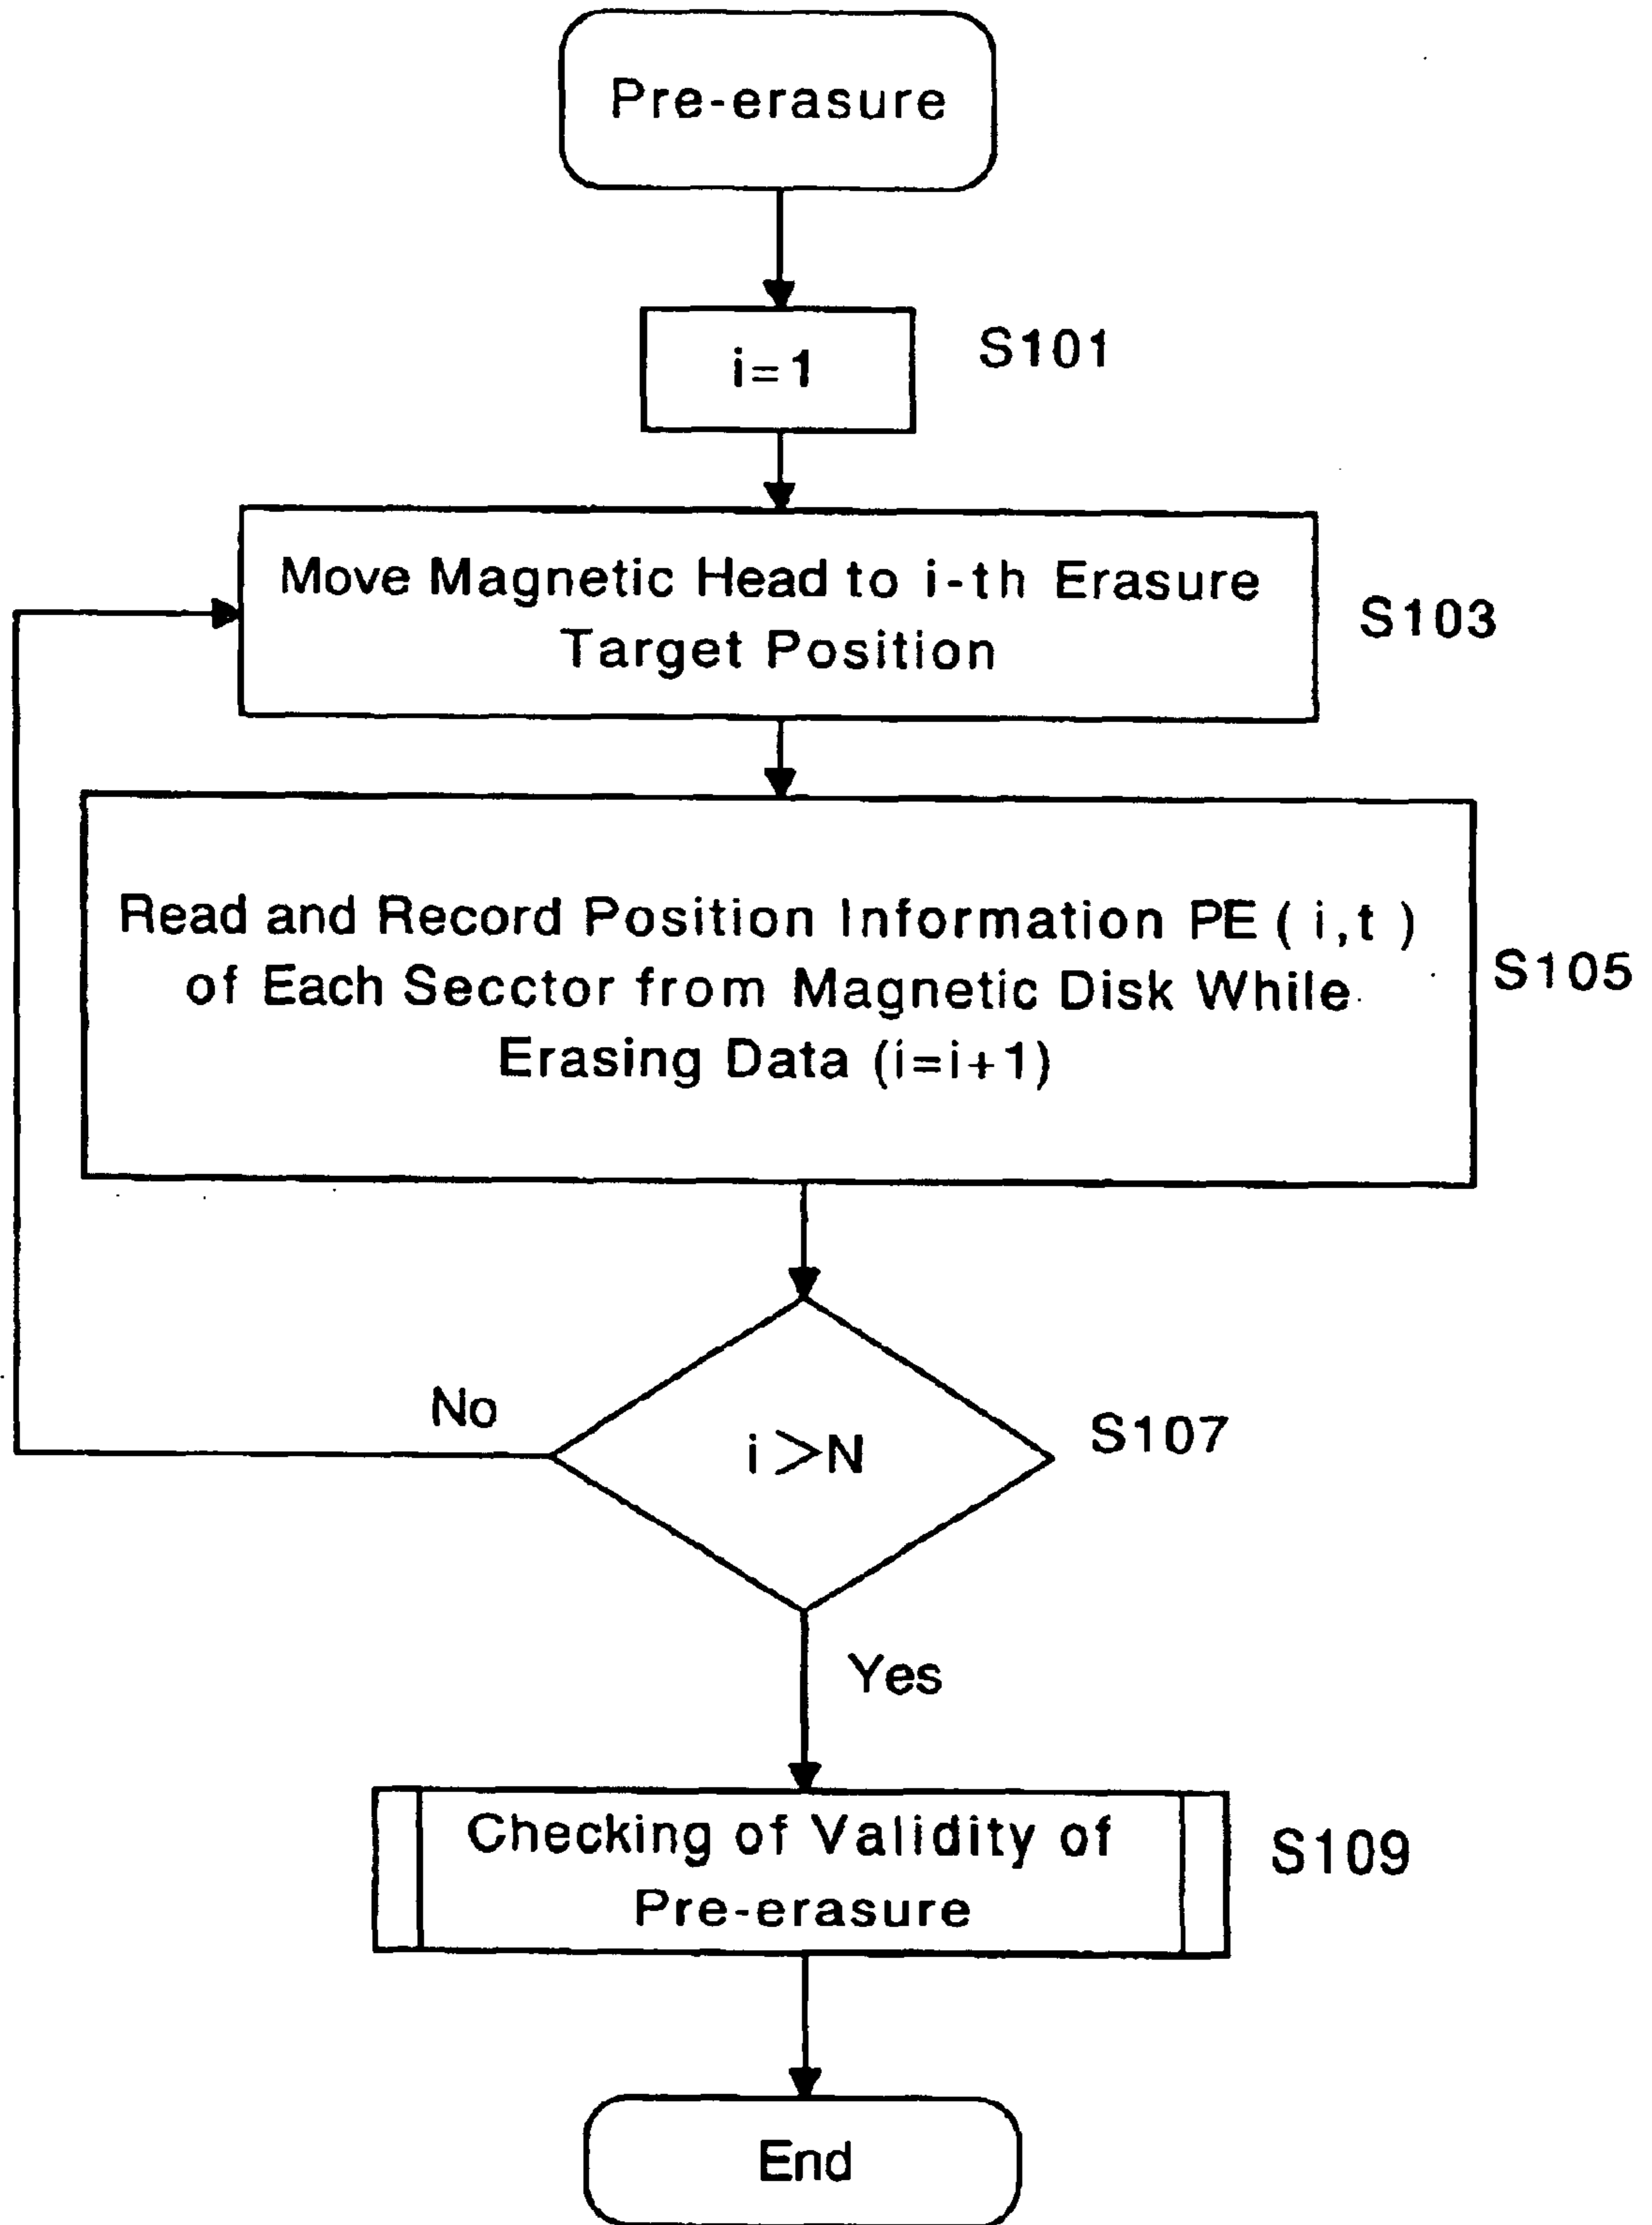 Pre-erasure
i=1
S101
Move Magnetic Head to i-th Erasure
Target Position
S103
Read and Record Position Information PE ( i,t )
of Each Secctor from Magnetic Disk While
Erasing Data (i=i+1)
S105
No
i >N
S107
Yes
Checking of Validity of
Pre-erasure
S109
End